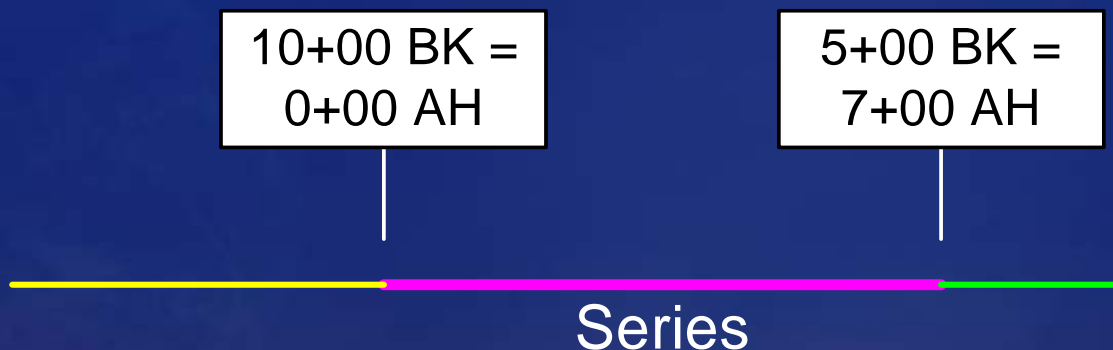 10+00 BK =
0+00 AH
5+00 BK =
7+00 AH
Series